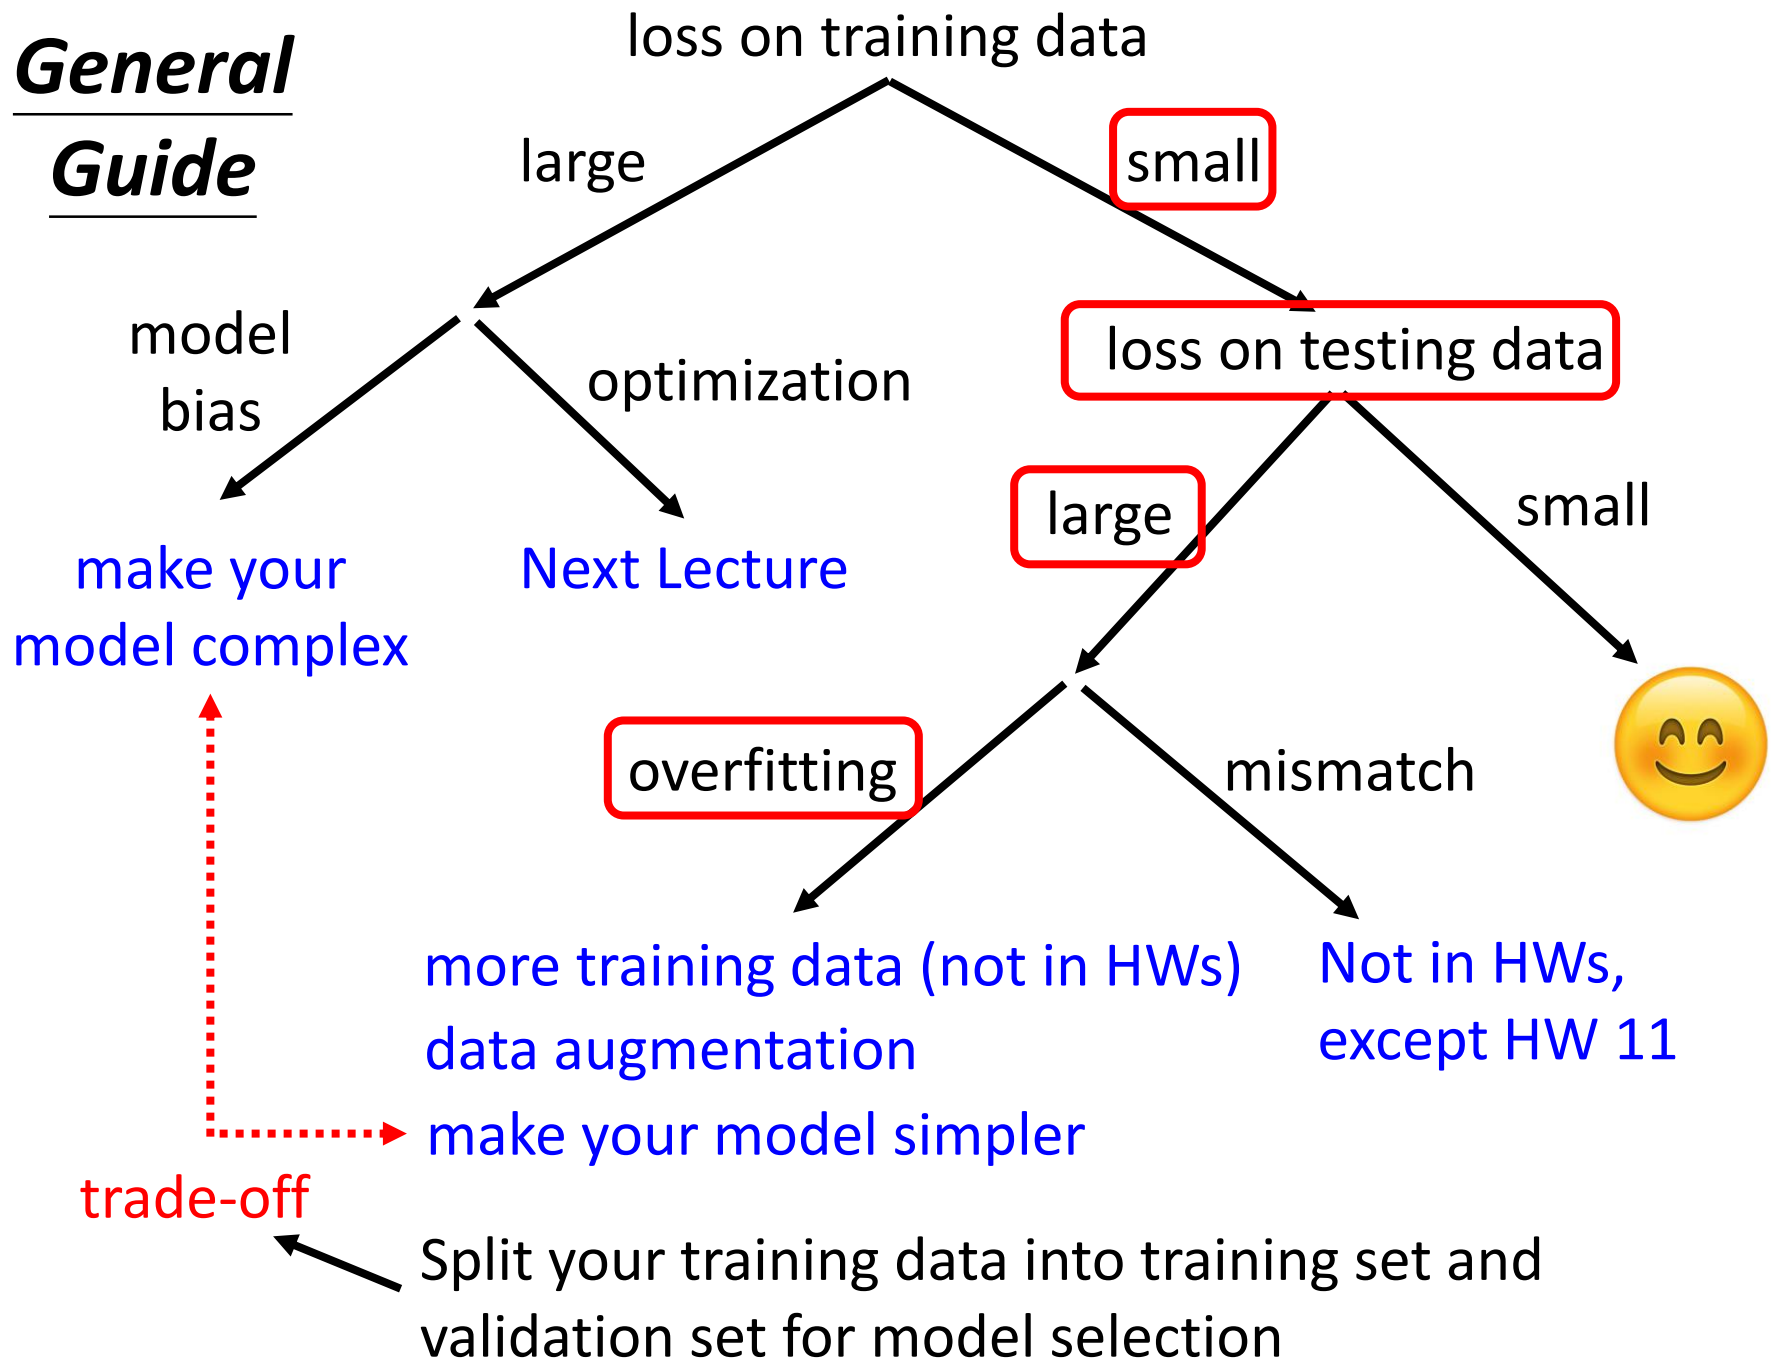 General
Guide
loss on training data
large
small
model
bias
optimization
loss on testing data
make your
model complex
Next Lecture
large
small
overfitting
mismatch
more training data (not in HWs)
data augmentation
make your model simpler
Not in HWs,
except HW 11
trade-off
Split your training data into training set and
validation set for model selection